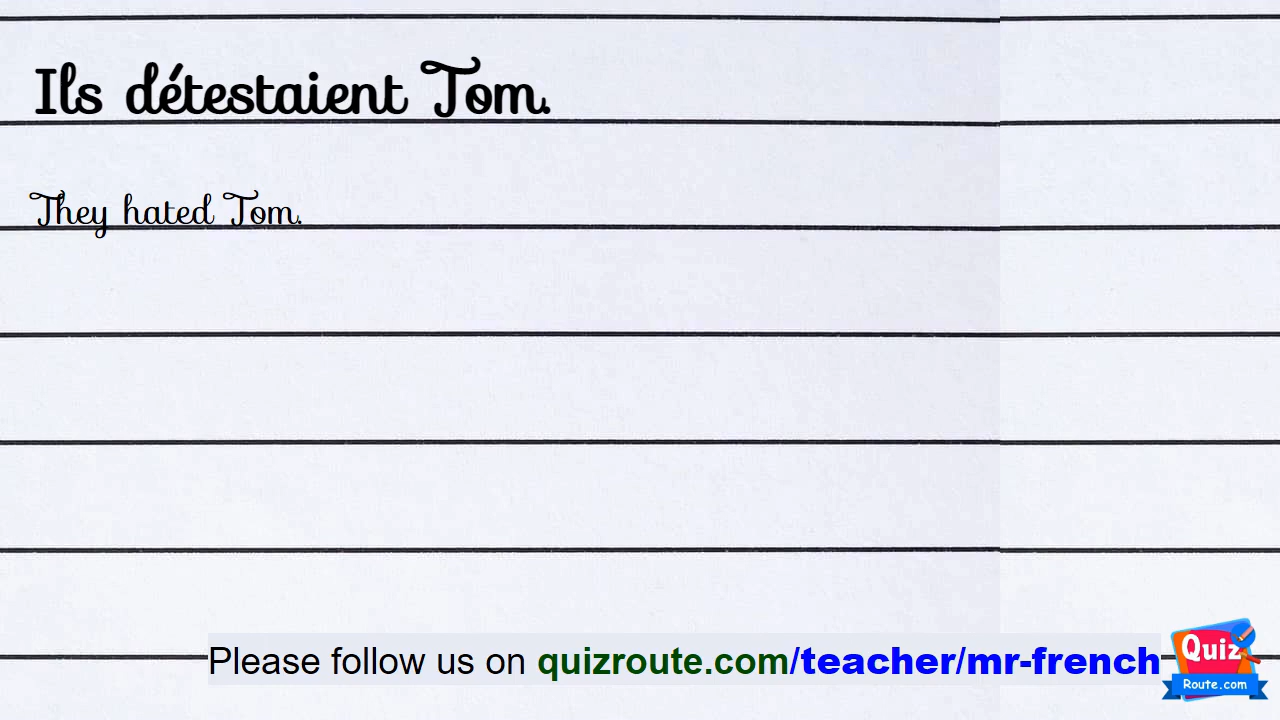 Ils détestaient Tom.
They hated Tom.
Please follow us on quizroute.com/teacher/mr-french
Quiz
Route.com